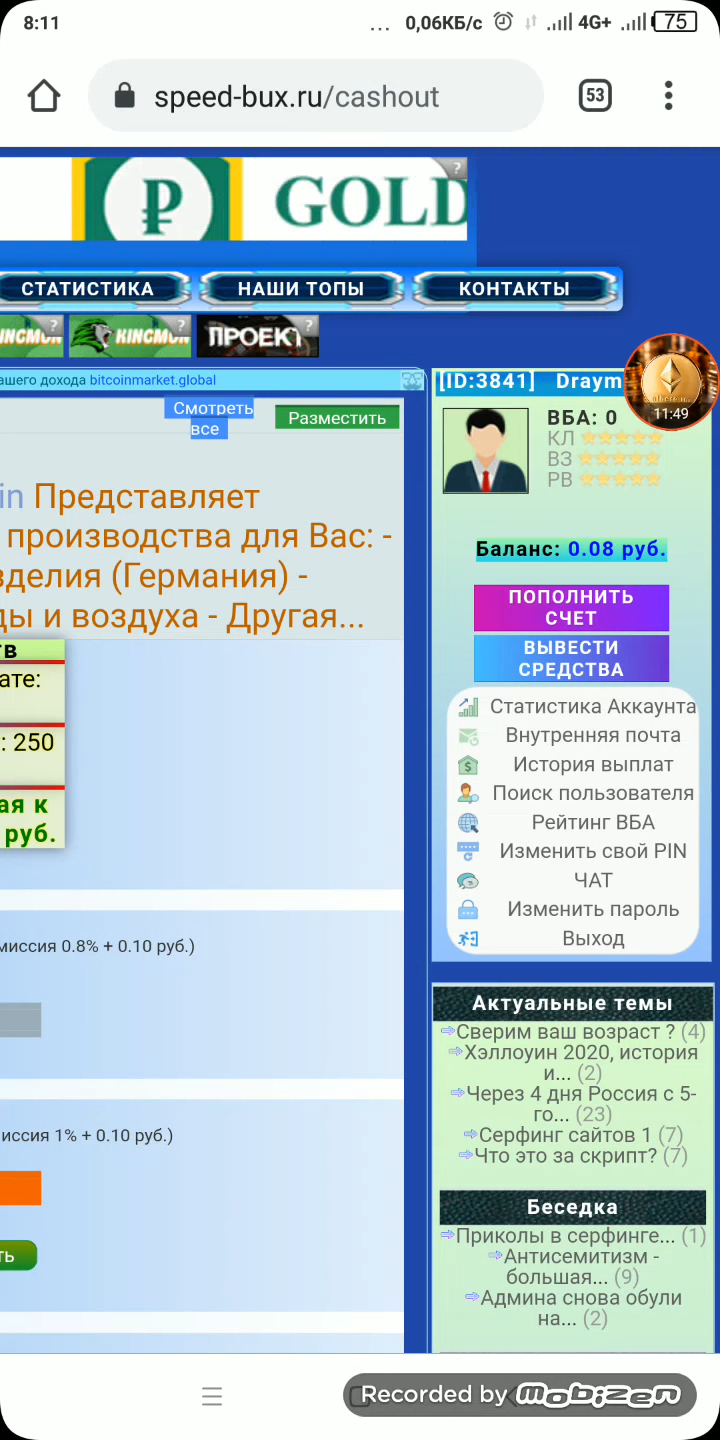 8:11
... 0,06КБ/с 4G+ 75
speed-bux.ru/cashout
53
₽ GOLD
?
СТАТИСТИКА НАШИ ТОПЫ КОНТАКТЫ
KINGMON ПРОЕКТ
ашего дохода bitcoinmarket.global
Смотреть
все
Разместить
in Представляет
производства для Вас: -
зделия (Германия) -
ды и воздуха - Другая...
тв
ате:
: 250
ая к
руб.
миссия 0.8% + 0.10 руб.)
иссия 1% + 0.10 руб.)
ть
[ID:3841] Draym
11:49
ВБА: 0
КЛ
ВЗ
РВ
Баланс: 0.08 руб.
ПОПОЛНИТЬ
СЧЕТ
ВЫВЕСТИ
СРЕДСТВА
Статистика Аккаунта
Внутренняя почта
История выплат
Поиск пользователя
Рейтинг ВБА
Изменить свой PIN
ЧАТ
Изменить пароль
Выход
Актуальные темы
Сверим ваш возраст ? (4)
Хэллоуин 2020, история
и... (2)
Через 4 дня Россия с 5-
го... (23)
Серфинг сайтов 1 (7)
Что это за скрипт? (7)
Беседка
Приколы в серфинге... (1)
Антисемитизм -
большая... (9)
Админа снова обули
на... (2)
Recorded by mobizen